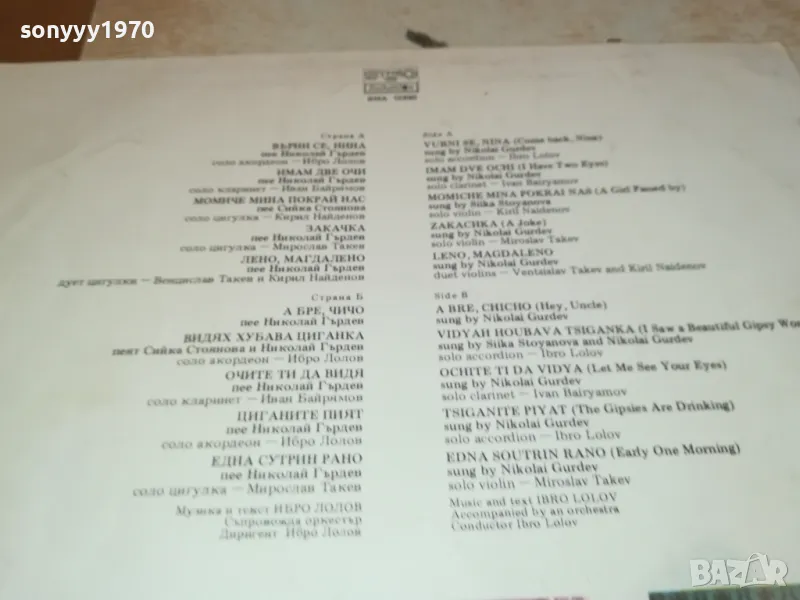 sonyyy1970
Страна А
ВЪРНИ СЕ, НИНА
пее Николай Гърдев
соло акордеон — Ибро Лолов
ИМАМ ДВЕ ОЧИ
пее Николай Гърдев
соло кларинет — Иван Байрямов
МОМИЧЕ МИНА ПОКРАЙ НАС
пее Сийка Стоянова
соло цигулка — Кирил Найденов
ЗАКАЧКА
пее Николай Гърдев
соло цигулка — Мирослав Такев
ЛЕНО, МАГДАЛЕНО
пее Николай Гърдев
дует цигулки — Венцислав Такев и Кирил Найденов
Страна Б
А БРЕ, ЧИЧО
пее Николай Гърдев
ВИДЯХ ХУБАВА ЦИГАНКА
пеят Сийка Стоянова и Николай Гърдев
соло акордеон — Ибро Лолов
ОЧИТЕ ТИ ДА ВИДЯ
пее Николай Гърдев
соло кларинет — Иван Байрямов
ЦИГАНИТЕ ПИЯТ
пее Николай Гърдев
соло акордеон — Ибро Лолов
ЕДНА СУТРИН РАНО
пее Николай Гърдев
соло цигулка — Мирослав Такев
Музика и текст ИБРО ЛОЛОВ
Съпровожда оркестър
Диригент Ибро Лолов
Side A
VURNI SE, NINA (Come back, Nina)
sung by Nikolai Gurdev
solo accordion — Ibro Lolov
IMAM DVE OCHI (I Have Two Eyes)
sung by Nikolai Gurdev
solo clarinet — Ivan Bairyamov
MOMICHE MINA POKRAI NAS (A Girl Passed by)
sung by Siika Stoyanova
solo violin — Kiril Naidenov
ZAKACHKA (A Joke)
sung by Nikolai Gurdev
solo violin — Miroslav Takev
LENO, MAGDALENO
sung by Nikolai Gurdev
duet violins — Ventsislav Takev and Kiril Naidenov
Side B
A BRE, CHICHO (Hey, Uncle)
sung by Nikolai Gurdev
VIDYAH HOUBAVA TSIGANKA (I Saw a Beautiful Gipsy Wo
sung by Siika Stoyanova and Nikolai Gurdev
solo accordion — Ibro Lolov
OCHITE TI DA VIDYA (Let Me See Your Eyes)
sung by Nikolai Gurdev
solo clarinet — Ivan Bairyamov
TSIGANITE PIYAT (The Gipsies Are Drinking)
sung by Nikolai Gurdev
solo accordion — Ibro Lolov
EDNA SOUTRIN RANO (Early One Morning)
sung by Nikolai Gurdev
solo violin — Miroslav Takev
Music and text IBRO LOLOV
Accompanied by an orchestra
Conductor Ibro Lolov
BAZAR
bg